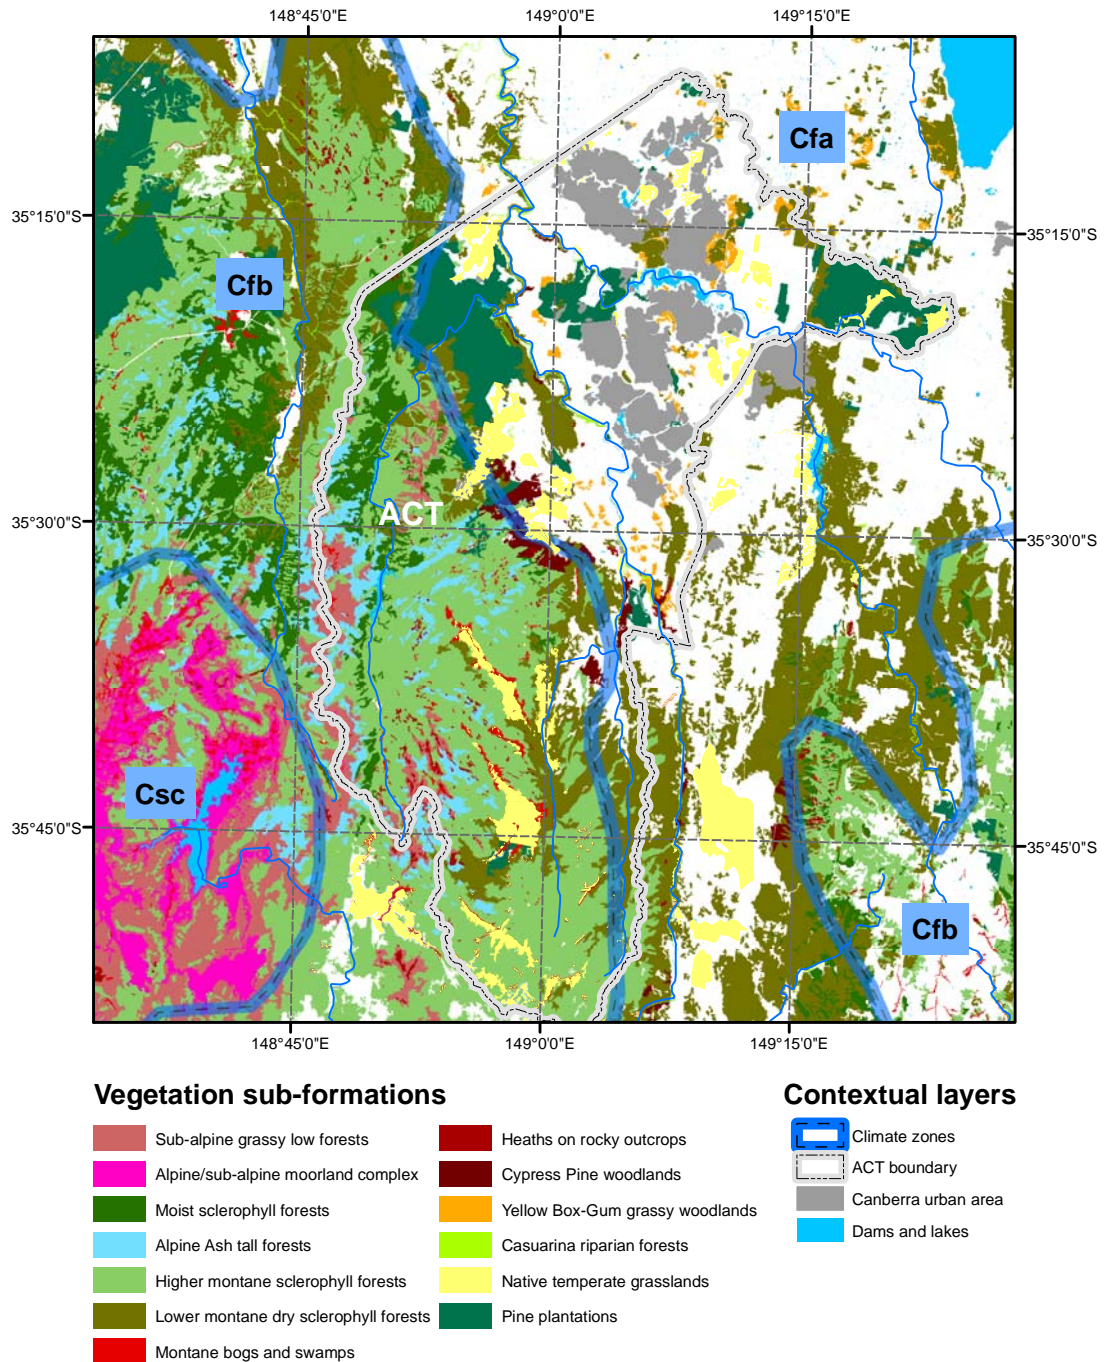 148°45'0"E 149°0'0"E 149°15'0"E
Cfa
35°15'0"S 35°15'0"S
Cfb
ACT
35°30'0"S 35°30'0"S
Csc
35°45'0"S 35°45'0"S
Cfb
148°45'0"E 149°0'0"E 149°15'0"E
Vegetation sub-formations
Sub-alpine grassy low forests
Alpine/sub-alpine moorland complex
Moist sclerophyll forests
Alpine Ash tall forests
Higher montane sclerophyll forests
Lower montane dry sclerophyll forests
Montane bogs and swamps
Heaths on rocky outcrops
Cypress Pine woodlands
Yellow Box-Gum grassy woodlands
Casuarina riparian forests
Native temperate grasslands
Pine plantations
Contextual layers
Climate zones
ACT boundary
Canberra urban area
Dams and lakes